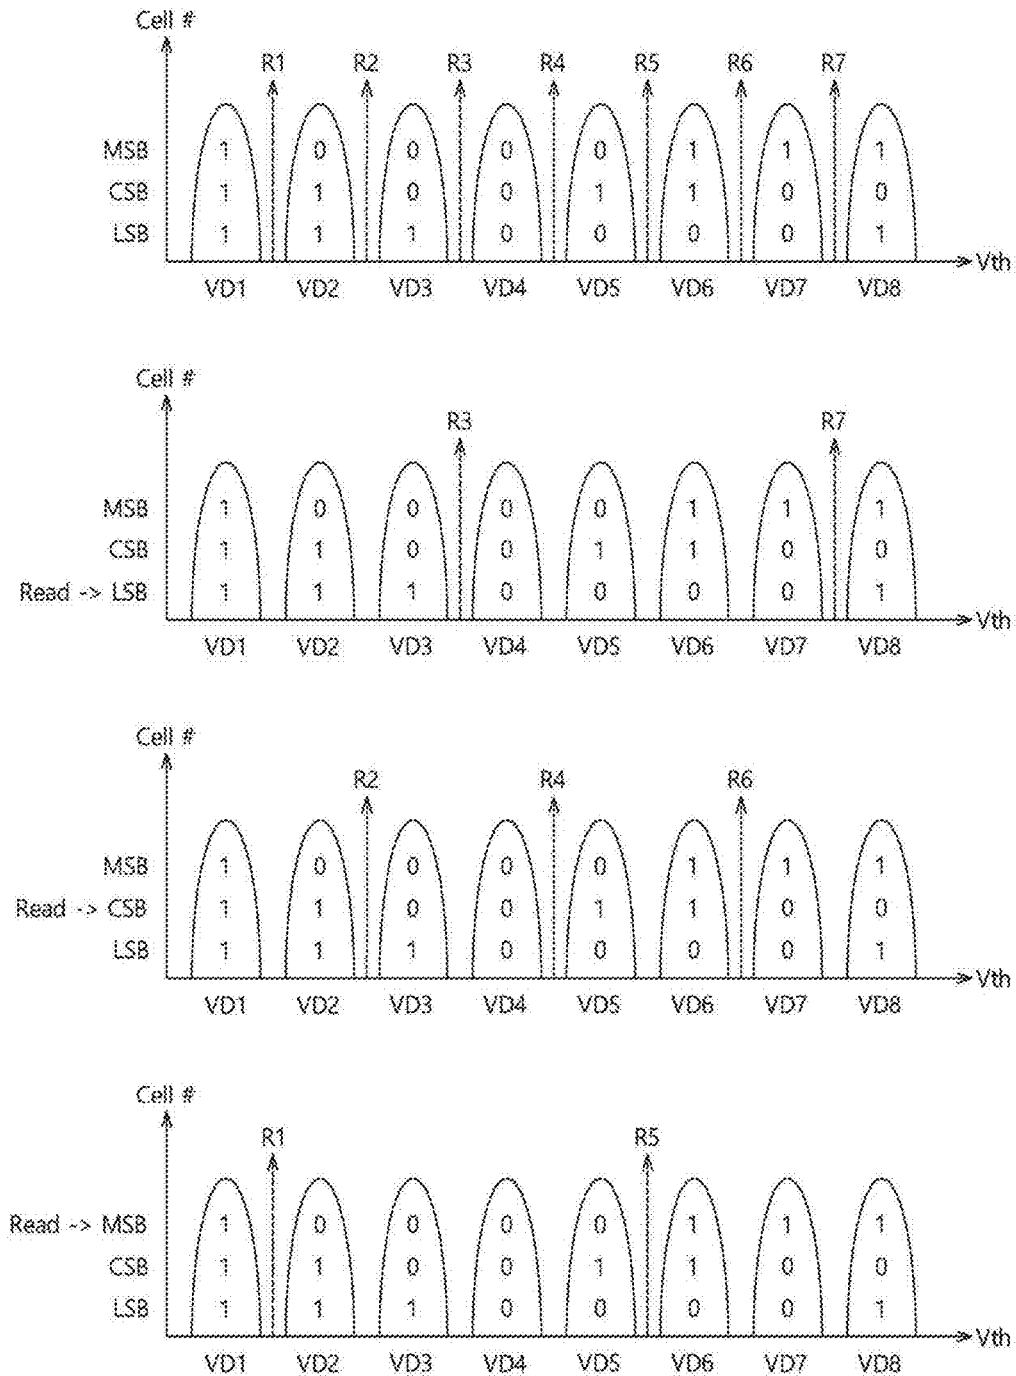 Cell #
R1 R2 R3 R4 R5 R6 R7
MSB 1 0 0 0 0 1 1 1
CSB 1 1 0 0 1 1 0 0
LSB 1 1 1 0 0 0 0 1
Vth
VD1 VD2 VD3 VD4 VD5 VD6 VD7 VD8
Cell #
R3 R7
MSB 1 0 0 0 0 1 1 1
CSB 1 1 0 0 1 1 0 0
Read -> LSB 1 1 1 0 0 0 0 1
Vth
VD1 VD2 VD3 VD4 VD5 VD6 VD7 VD8
Cell #
R2 R4 R6
MSB 1 0 0 0 0 1 1 1
Read -> CSB 1 1 0 0 1 1 0 0
LSB 1 1 1 0 0 0 0 1
Vth
VD1 VD2 VD3 VD4 VD5 VD6 VD7 VD8
Cell #
R1 R5
Read -> MSB 1 0 0 0 0 1 1 1
CSB 1 1 0 0 1 1 0 0
LSB 1 1 1 0 0 0 0 1
Vth
VD1 VD2 VD3 VD4 VD5 VD6 VD7 VD8